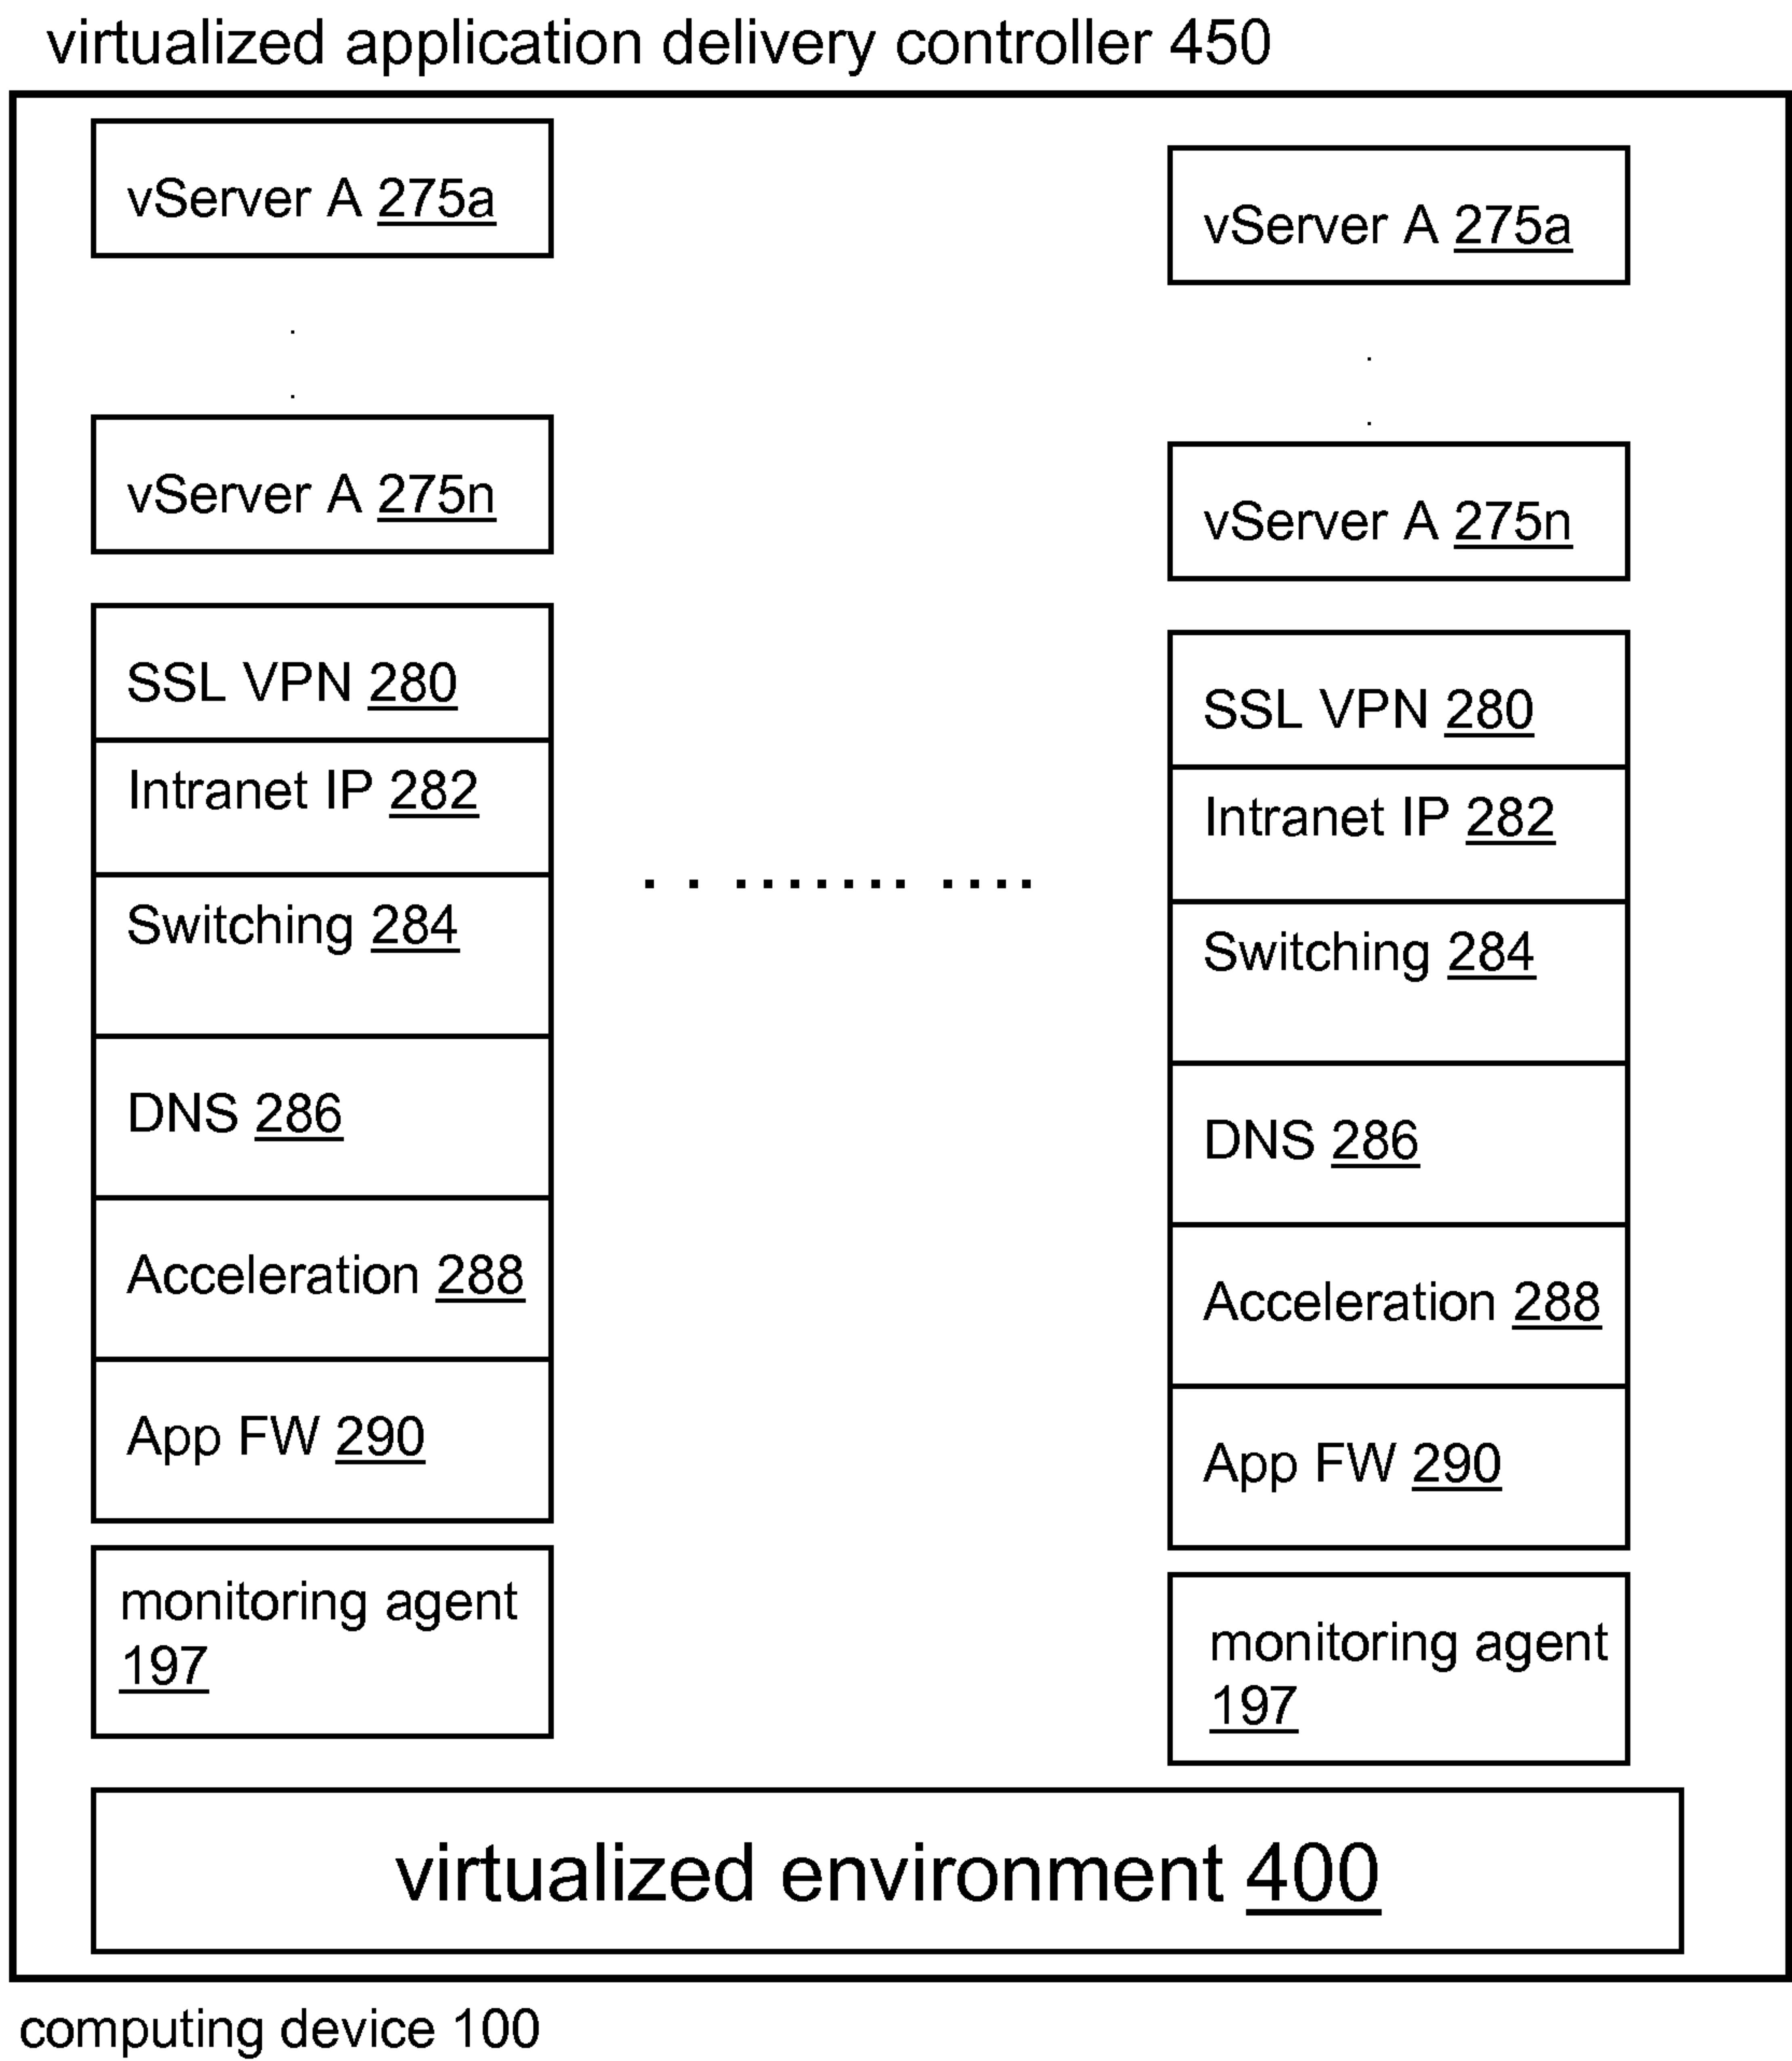 virtualized application delivery controller 450
vServer A 275a
vServer A 275n
SSL VPN 280
Intranet IP 282
Switching 284
DNS 286
Acceleration 288
App FW 290
monitoring agent
197
vServer A 275a
vServer A 275n
SSL VPN 280
Intranet IP 282
Switching 284
DNS 286
Acceleration 288
App FW 290
monitoring agent
197
virtualized environment 400
computing device 100